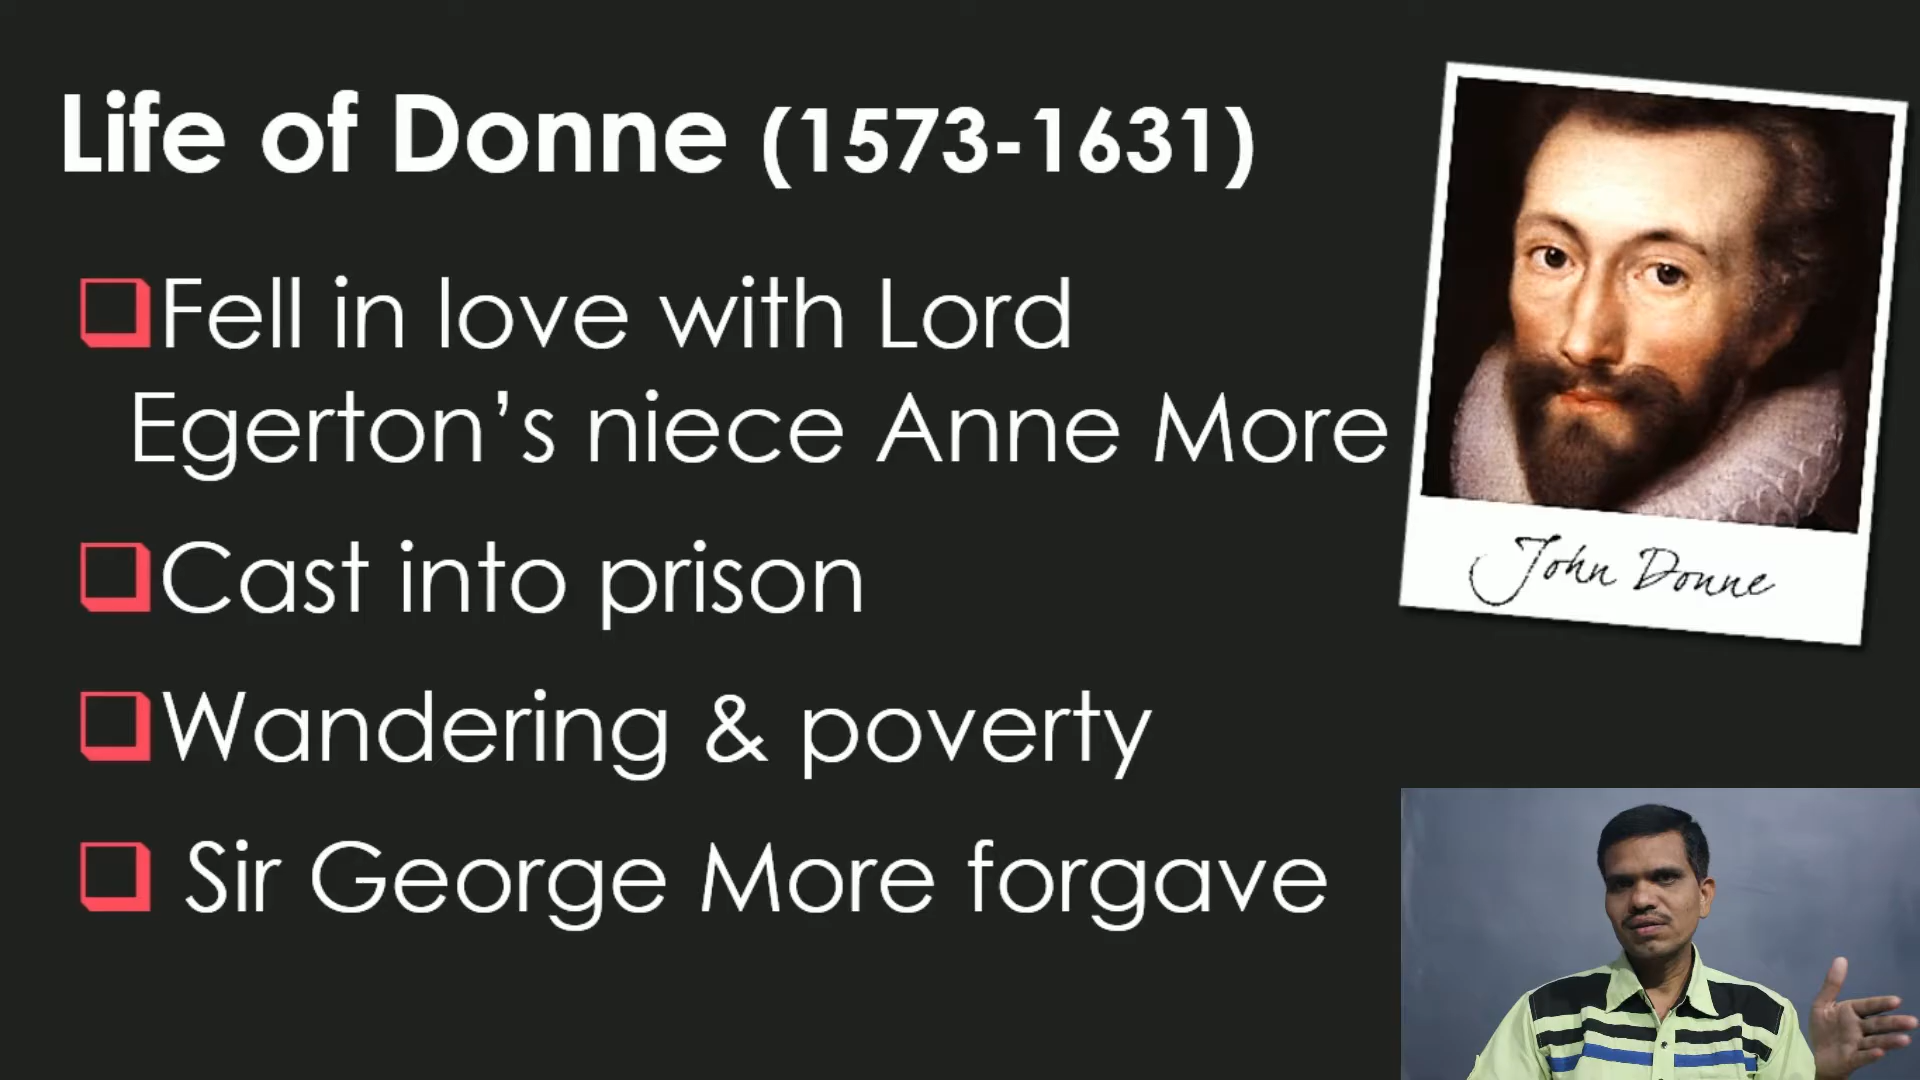 Life of Donne (1573-1631)
Fell in love with Lord
Egerton’s niece Anne More
Cast into prison
Wandering & poverty
Sir George More forgave
John Donne